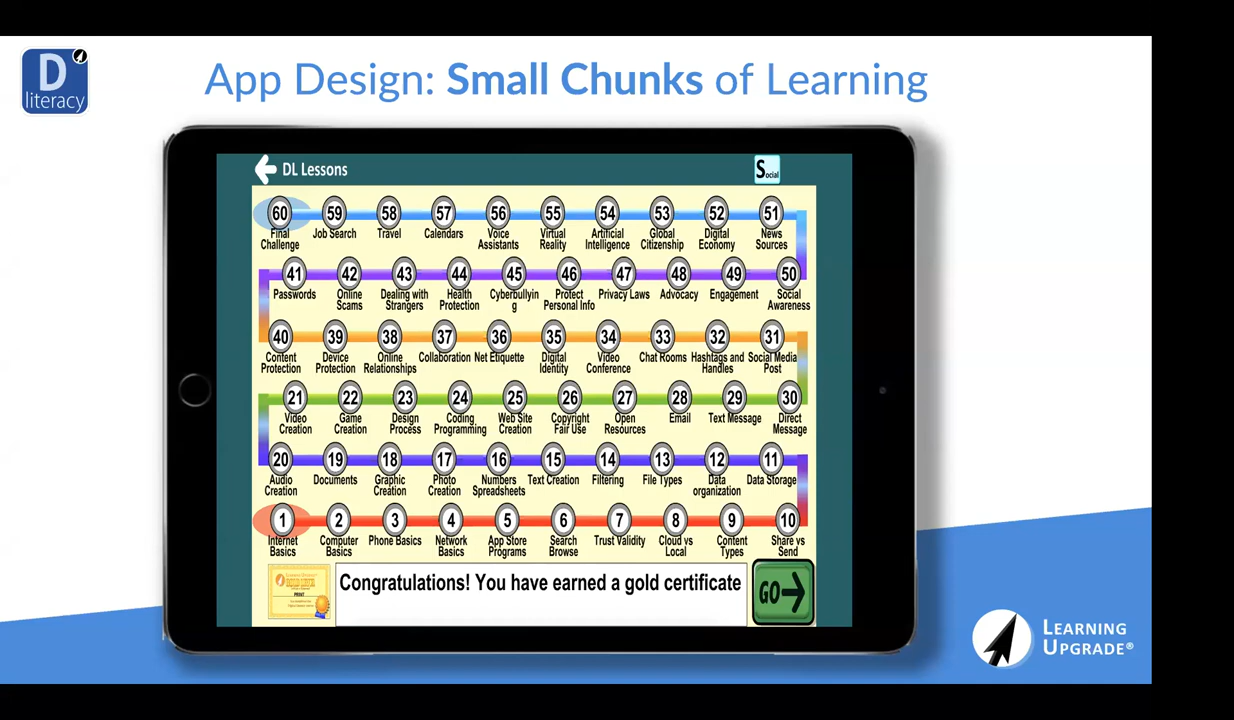 D
literacy
App Design: Small Chunks of Learning
DL Lessons
Social
60 59 58 57 56 55 54 53 52 51
Final Challenge Job Search Travel Calendars Voice Assistants Virtual Reality Artificial Intelligence Global Citizenship Digital Economy News Sources
41 42 43 44 45 46 47 48 49 50
Passwords Online Scams Dealing with Strangers Health Protection Cyberbullying Protect Personal Info Privacy Laws Advocacy Engagement Social Awareness
40 39 38 37 36 35 34 33 32 31
Content Protection Device Protection Online Relationships Collaboration Net Etiquette Digital Identity Video Conference Chat Rooms Hashtags and Handles Social Media Post
21 22 23 24 25 26 27 28 29 30
Video Creation Game Creation Design Process Coding Programming Web Site Creation Copyright Fair Use Open Resources Email Text Message Direct Message
20 19 18 17 16 15 14 13 12 11
Audio Creation Documents Graphic Creation Photo Creation Numbers Spreadsheets Text Creation Filtering File Types Data organization Data Storage
1 2 3 4 5 6 7 8 9 10
Internet Basics Computer Basics Phone Basics Network Basics App Store Programs Search Browse Trust Validity Cloud vs Local Content Types Share vs Send
PRINT
Congratulations! You have earned a gold certificate
GO
LEARNING
UPGRADE®